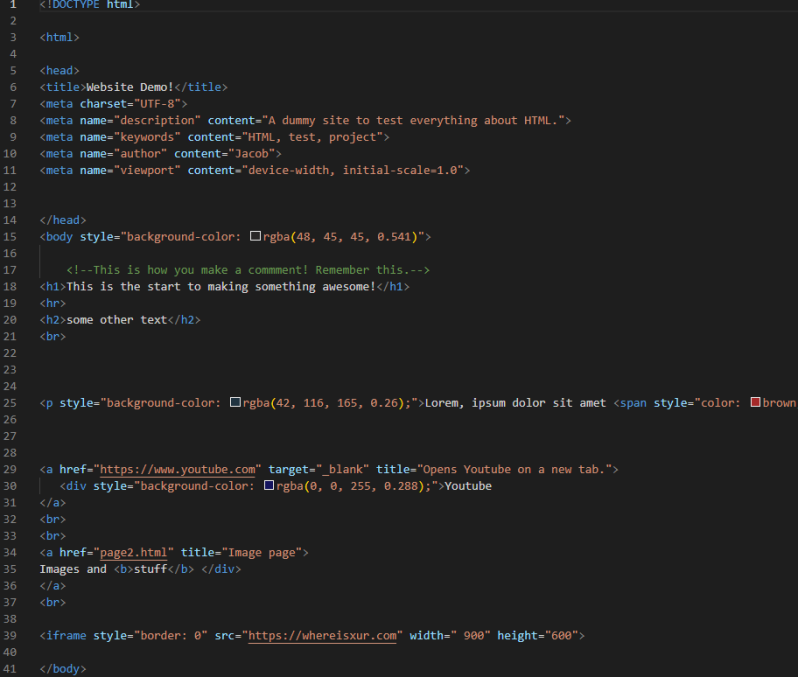 1 <!DOCTYPE html>
2
3 <html>
4
5 <head>
6 <title>Website Demo!</title>
7 <meta charset="UTF-8">
8 <meta name="description" content="A dummy site to test everything about HTML.">
9 <meta name="keywords" content="HTML, test, project">
10 <meta name="author" content="Jacob">
11 <meta name="viewport" content="device-width, initial-scale=1.0">
12
13
14 </head>
15 <body style="background-color: rgba(48, 45, 45, 0.541)">
16
17 <!--This is how you make a commment! Remember this.-->
18 <h1>This is the start to making something awesome!</h1>
19 <hr>
20 <h2>some other text</h2>
21 <br>
22
23
24
25 <p style="background-color: rgba(42, 116, 165, 0.26);">Lorem, ipsum dolor sit amet <span style="color: brown
26
27
28
29 <a href="https://www.youtube.com" target="_blank" title="Opens Youtube on a new tab.">
30 <div style="background-color: rgba(0, 0, 255, 0.288);">Youtube
31 </a>
32 <br>
33 <br>
34 <a href="page2.html" title="Image page">
35 Images and <b>stuff</b> </div>
36 </a>
37 <br>
38
39 <iframe style="border: 0" src="https://whereisxur.com" width=" 900" height="600">
40
41 </body>